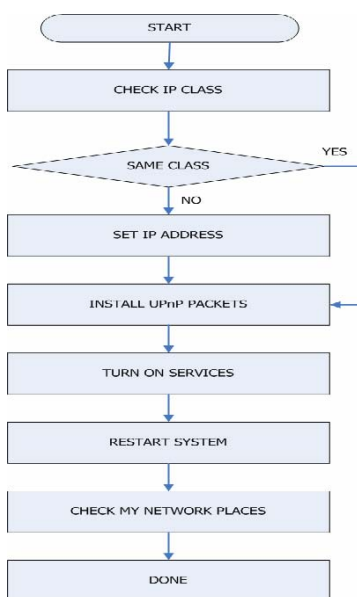 START
CHECK IP CLASS
SAME CLASS
YES
NO
SET IP ADDRESS
INSTALL UPnP PACKETS
TURN ON SERVICES
RESTART SYSTEM
CHECK MY NETWORK PLACES
DONE